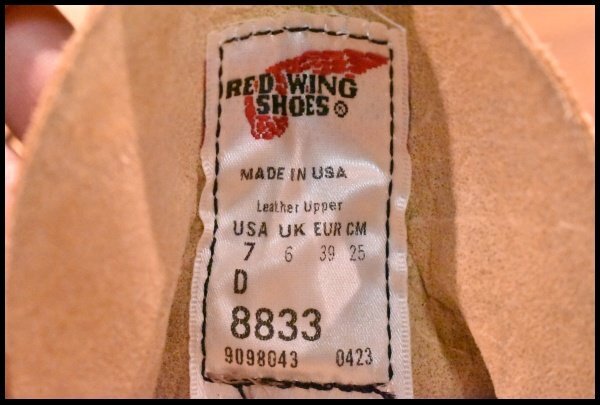 RED WING
SHOES®
MADE IN USA
Leather Upper
USA UK EUR CM
7 6 39 25
D
8833
9098043 0423